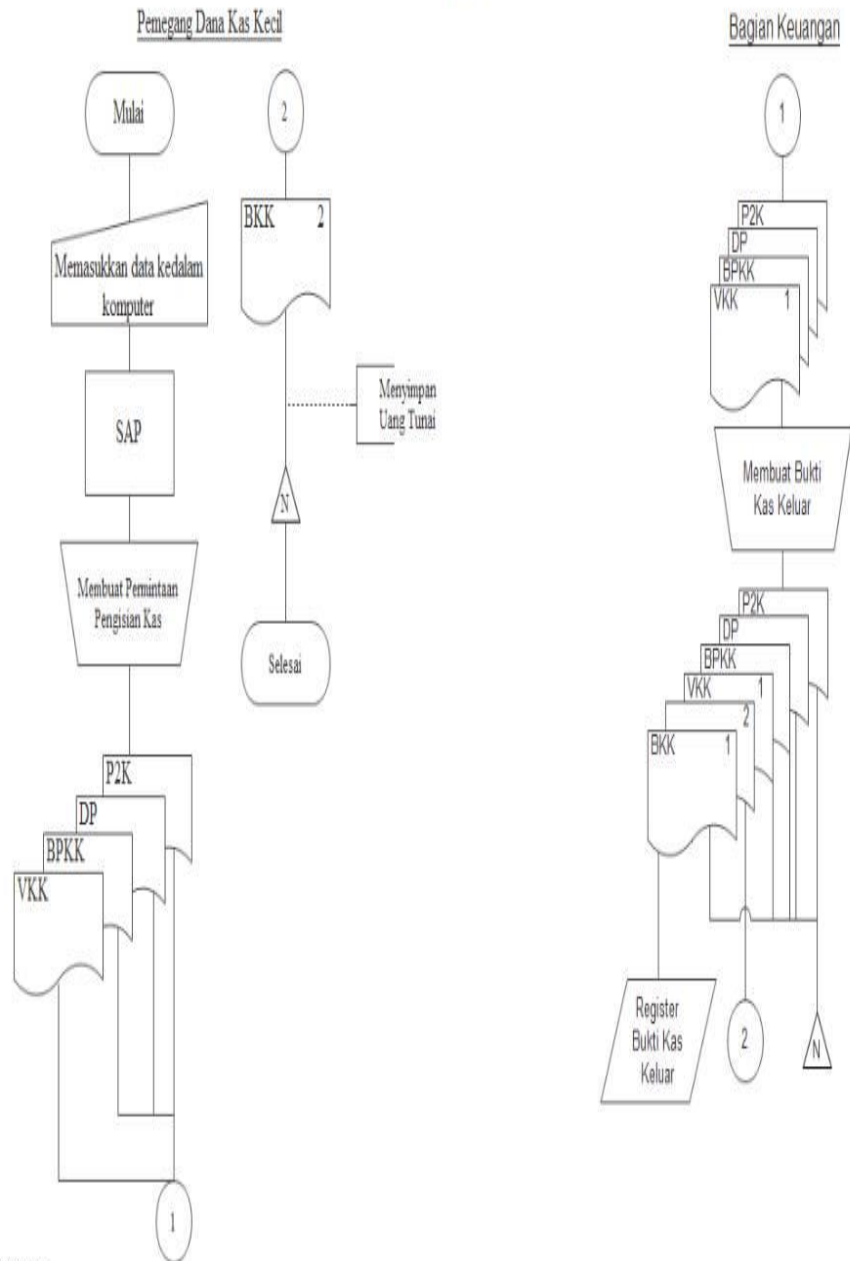 Pemegang Dana Kas Kecil
Mulai
Memasukkan data kedalam
komputer
SAP
Membuat Permintaan
Pengisian Kas
P2K
DP
BPKK
VKK
1
2
BKK 2
Menyimpan
Uang Tunai
N
Selesai
Bagian Keuangan
1
P2K
DP
BPKK
VKK 1
Membuat Bukti
Kas Keluar
P2K
DP
BPKK
VKK 1
2
BKK 1
Register
Bukti Kas
Keluar
2
N